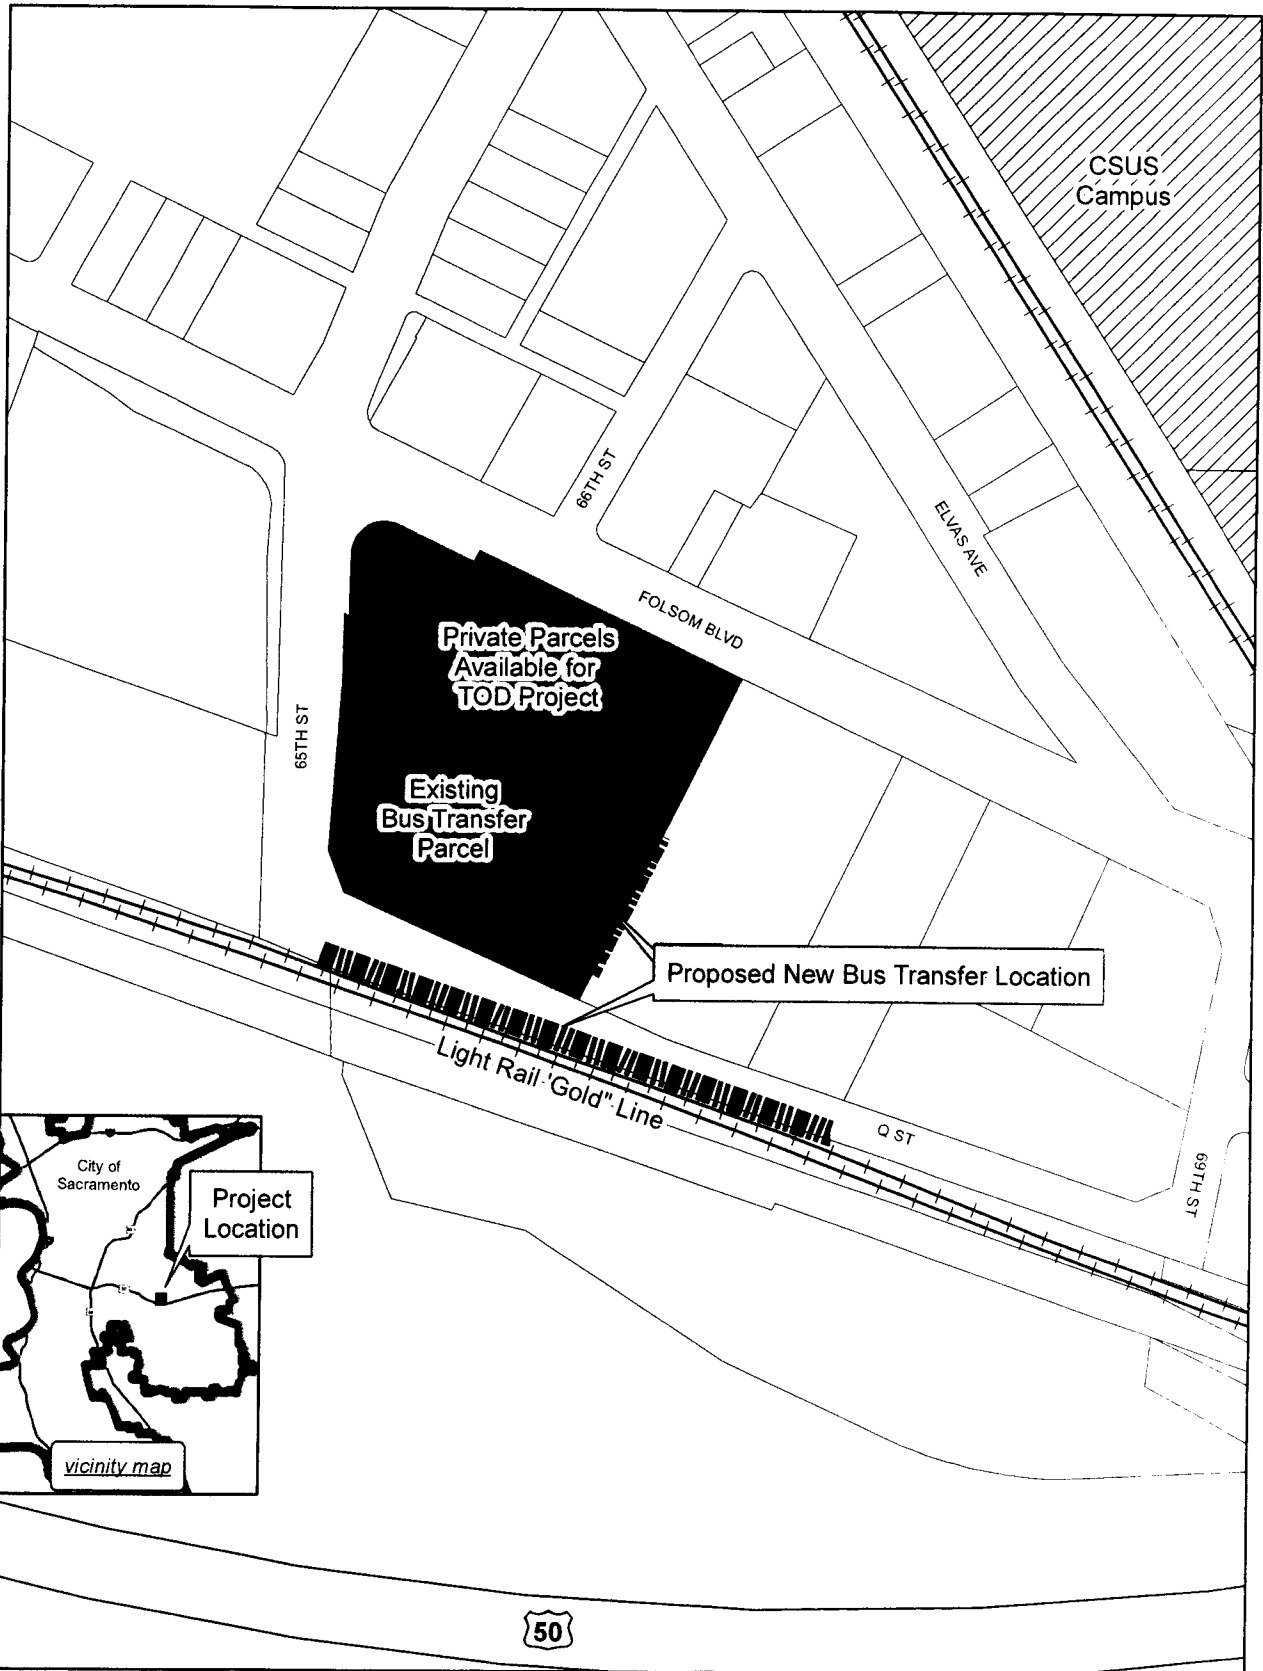 CSUS
Campus
66TH ST
ELVAS AVE
FOLSOM BLVD
Private Parcels
Available for
TOD Project
65TH ST
Existing
Bus Transfer
Parcel
Proposed New Bus Transfer Location
Light Rail "Gold" Line
Q ST
69TH ST
City of
Sacramento
Project
Location
vicinity map
50